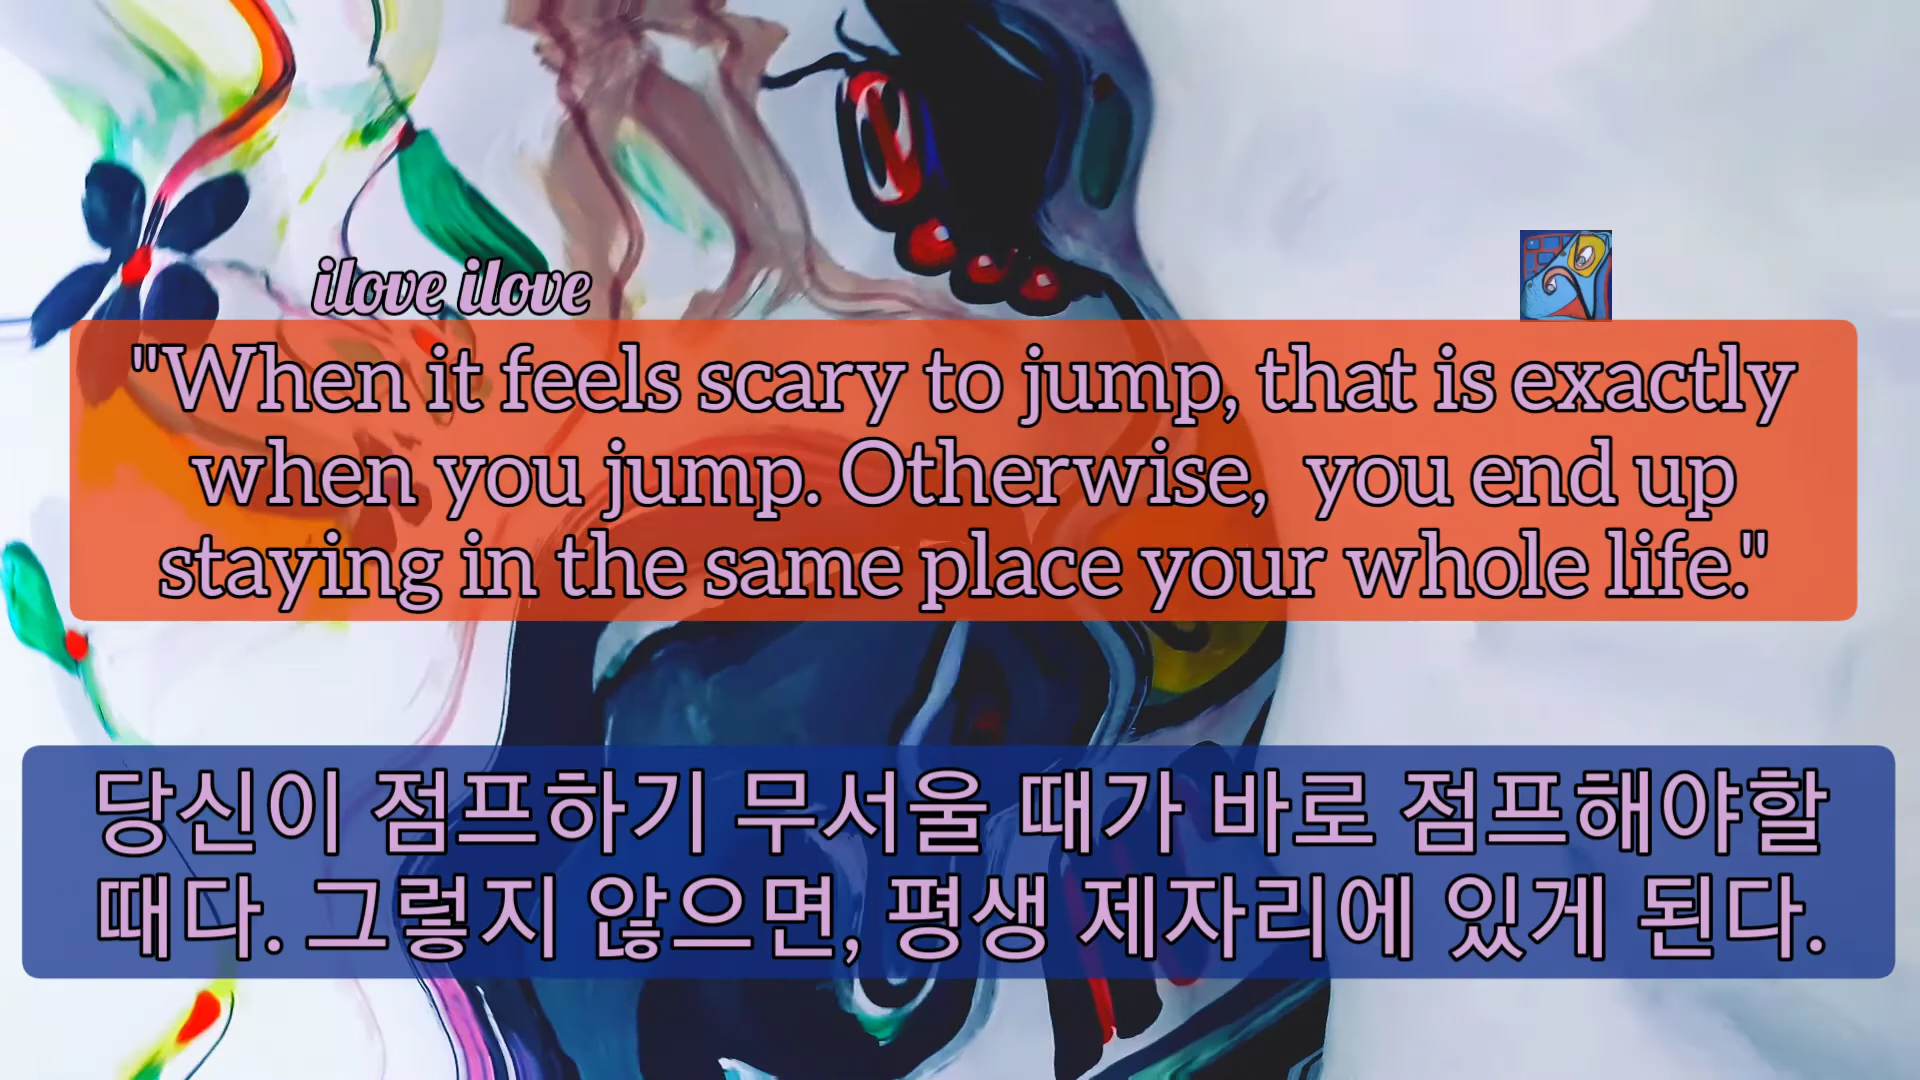 ilove ilove
"When it feels scary to jump, that is exactly
when you jump. Otherwise,  you end up
staying in the same place your whole life."
당신이 점프하기 무서울 때가 바로 점프해야할
때다. 그렇지 않으면, 평생 제자리에 있게 된다.